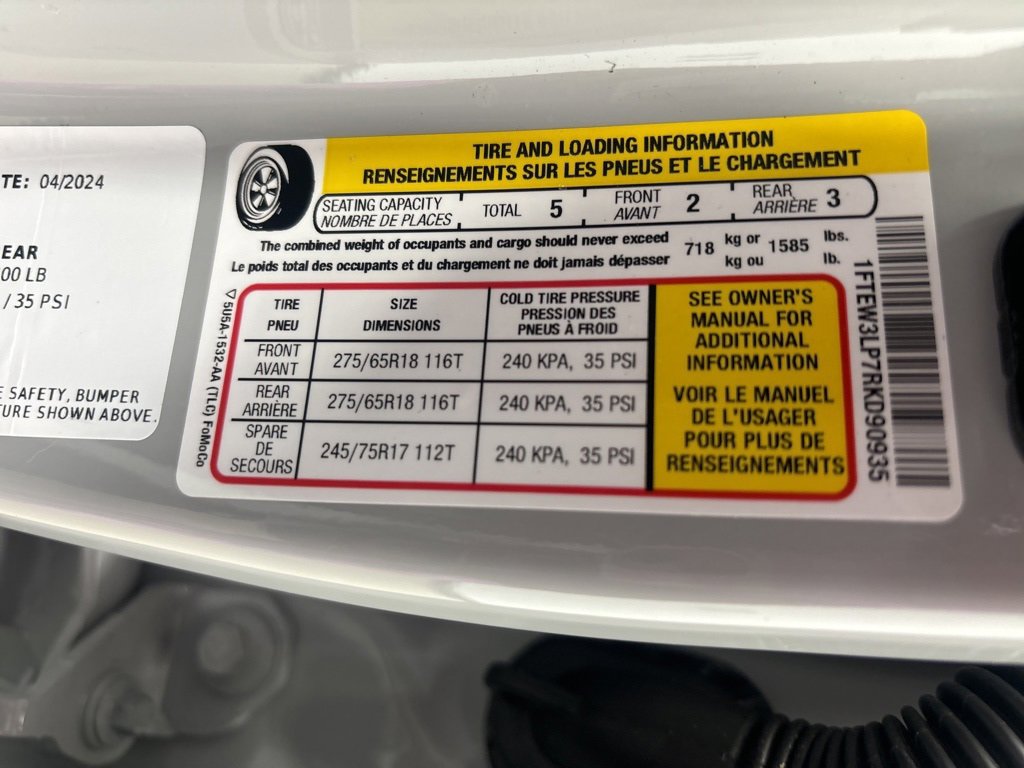 TE: 04/2024
EAR
00 LB
/ 35 PSI
E SAFETY, BUMPER
TURE SHOWN ABOVE.
TIRE AND LOADING INFORMATION
RENSEIGNEMENTS SUR LES PNEUS ET LE CHARGEMENT
SEATING CAPACITY
NOMBRE DE PLACES
TOTAL 5
FRONT
AVANT
2
REAR
ARRIÈRE
3
The combined weight of occupants and cargo should never exceed
Le poids total des occupants et du chargement ne doit jamais dépasser
718
kg or
kg ou
1585
lbs.
lb.
TIRE
PNEU
SIZE
DIMENSIONS
COLD TIRE PRESSURE
PRESSION DES
PNEUS À FROID
FRONT
AVANT
275/65R18 116T
240 KPA, 35 PSI
REAR
ARRIÈRE
275/65R18 116T
240 KPA, 35 PSI
SPARE
DE
SECOURS
245/75R17 112T
240 KPA, 35 PSI
SEE OWNER'S
MANUAL FOR
ADDITIONAL
INFORMATION
VOIR LE MANUEL
DE L'USAGER
POUR PLUS DE
RENSEIGNEMENTS
5U5A-1532-AA (TLC) FoMoCo
1FTEW3LP7RKD90935